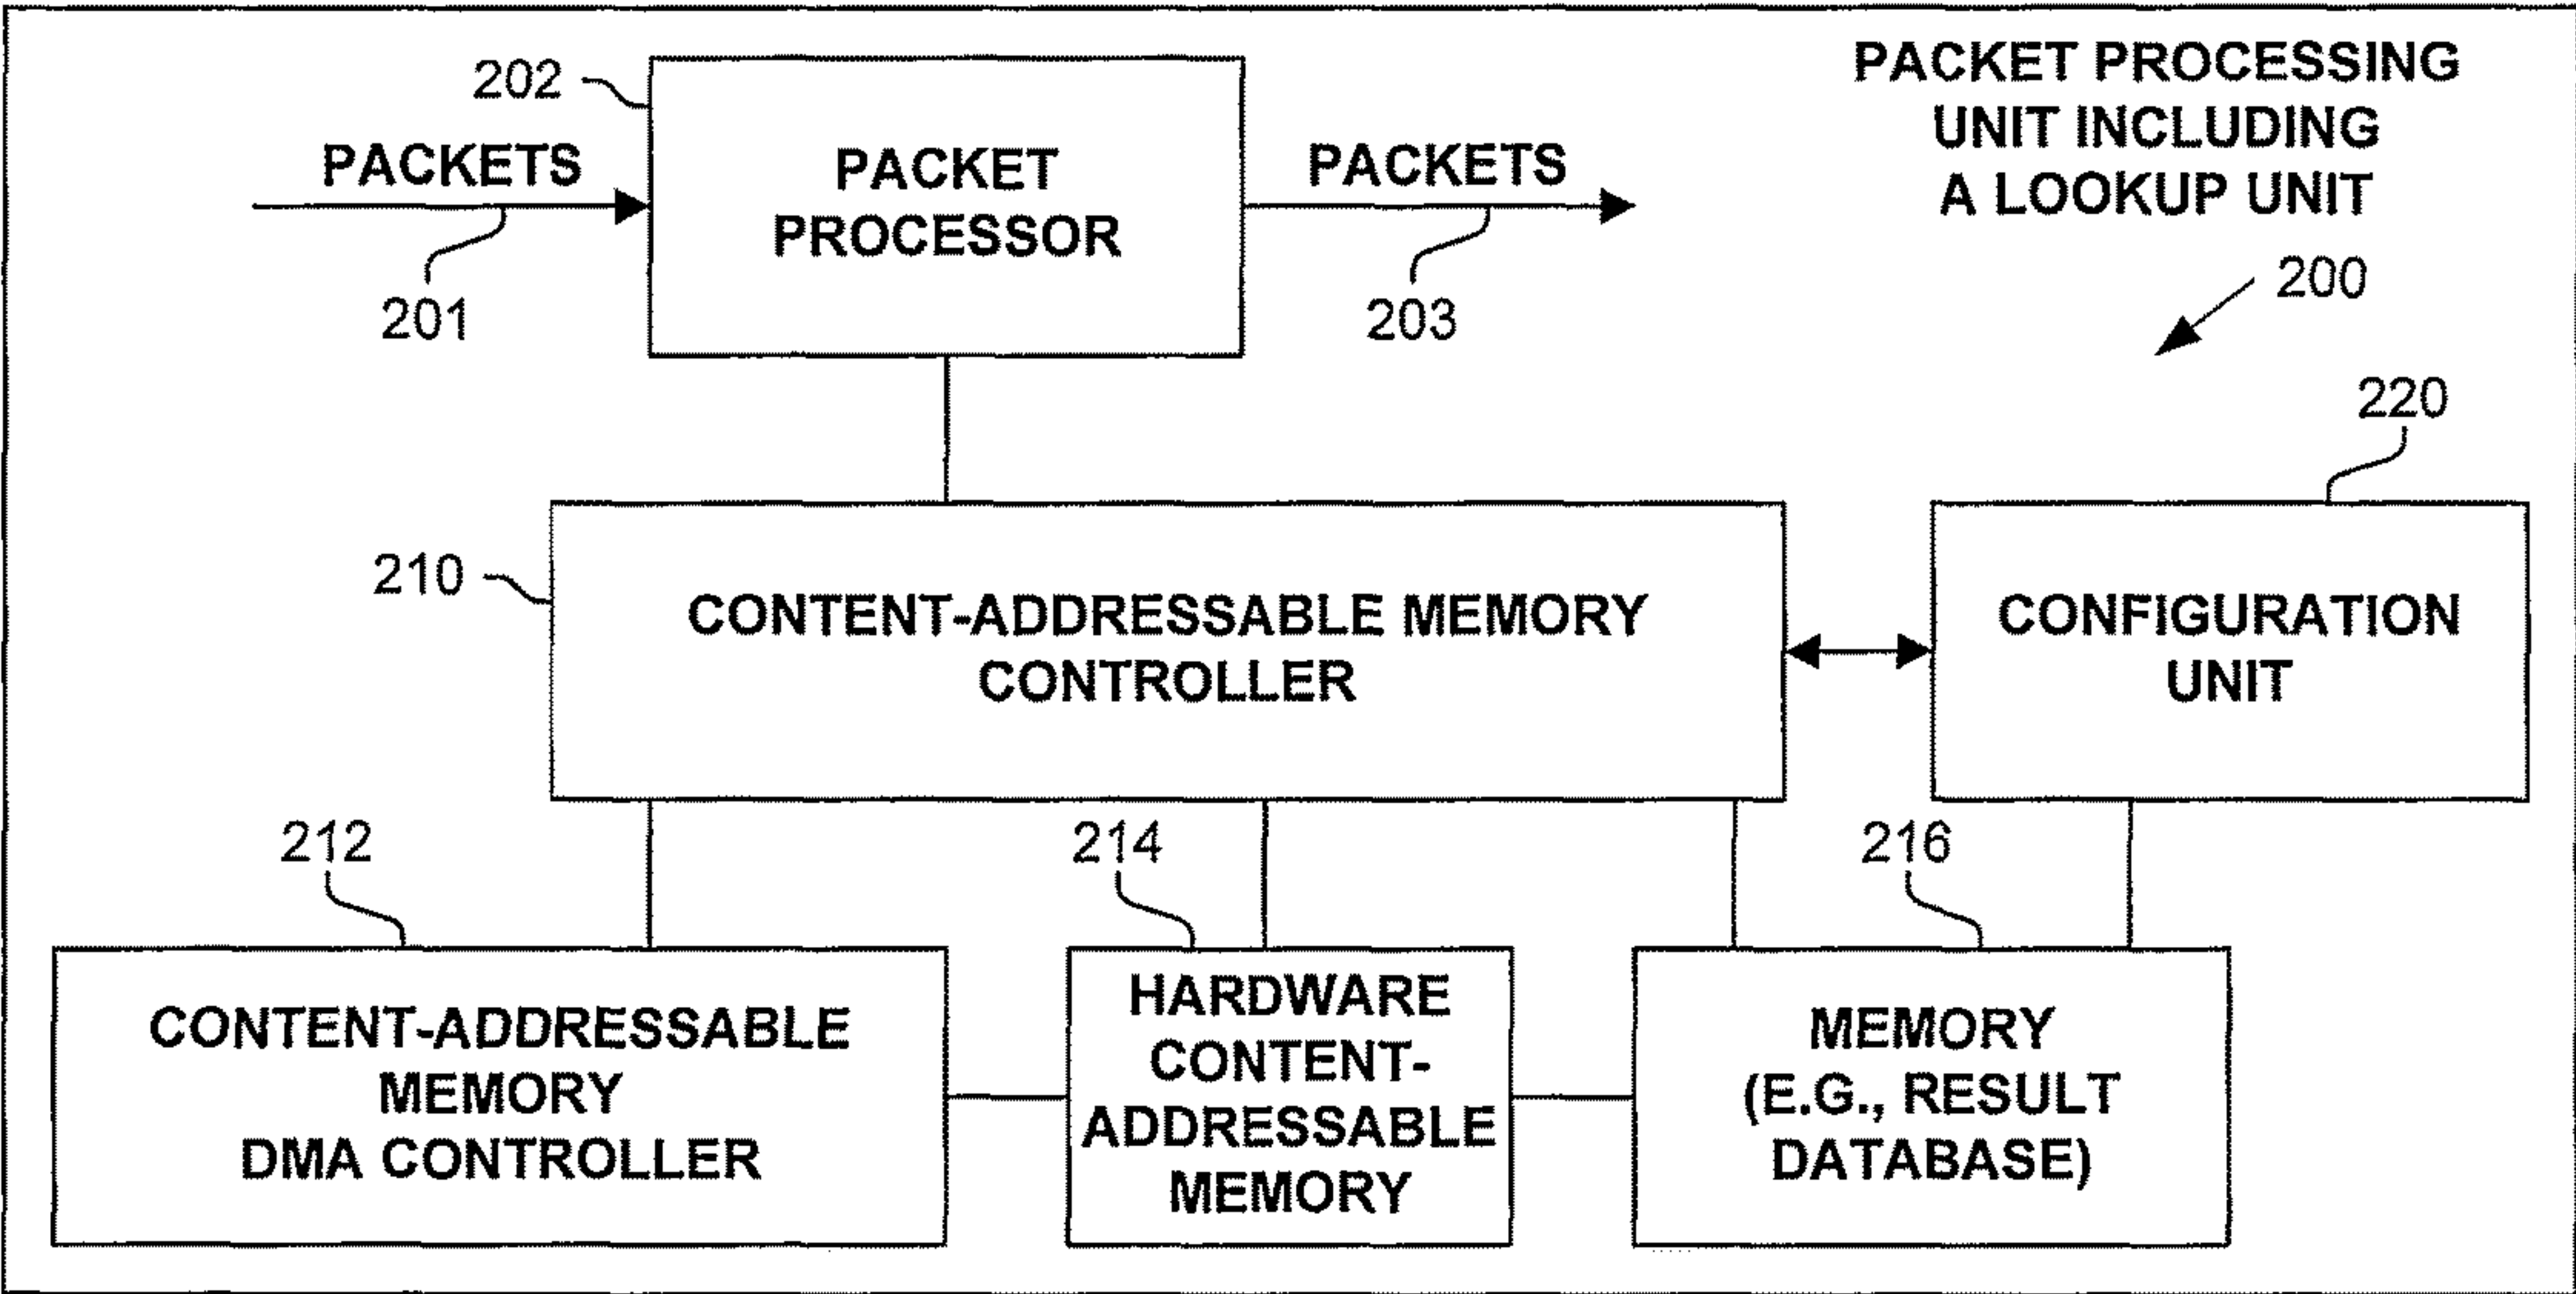 PACKET PROCESSING
UNIT INCLUDING
A LOOKUP UNIT
200
202
PACKETS
201
PACKET
PROCESSOR
PACKETS
203
220
210
CONTENT-ADDRESSABLE MEMORY
CONTROLLER
CONFIGURATION
UNIT
212
214
216
CONTENT-ADDRESSABLE
MEMORY
DMA CONTROLLER
HARDWARE
CONTENT-
ADDRESSABLE
MEMORY
MEMORY
(E.G., RESULT
DATABASE)